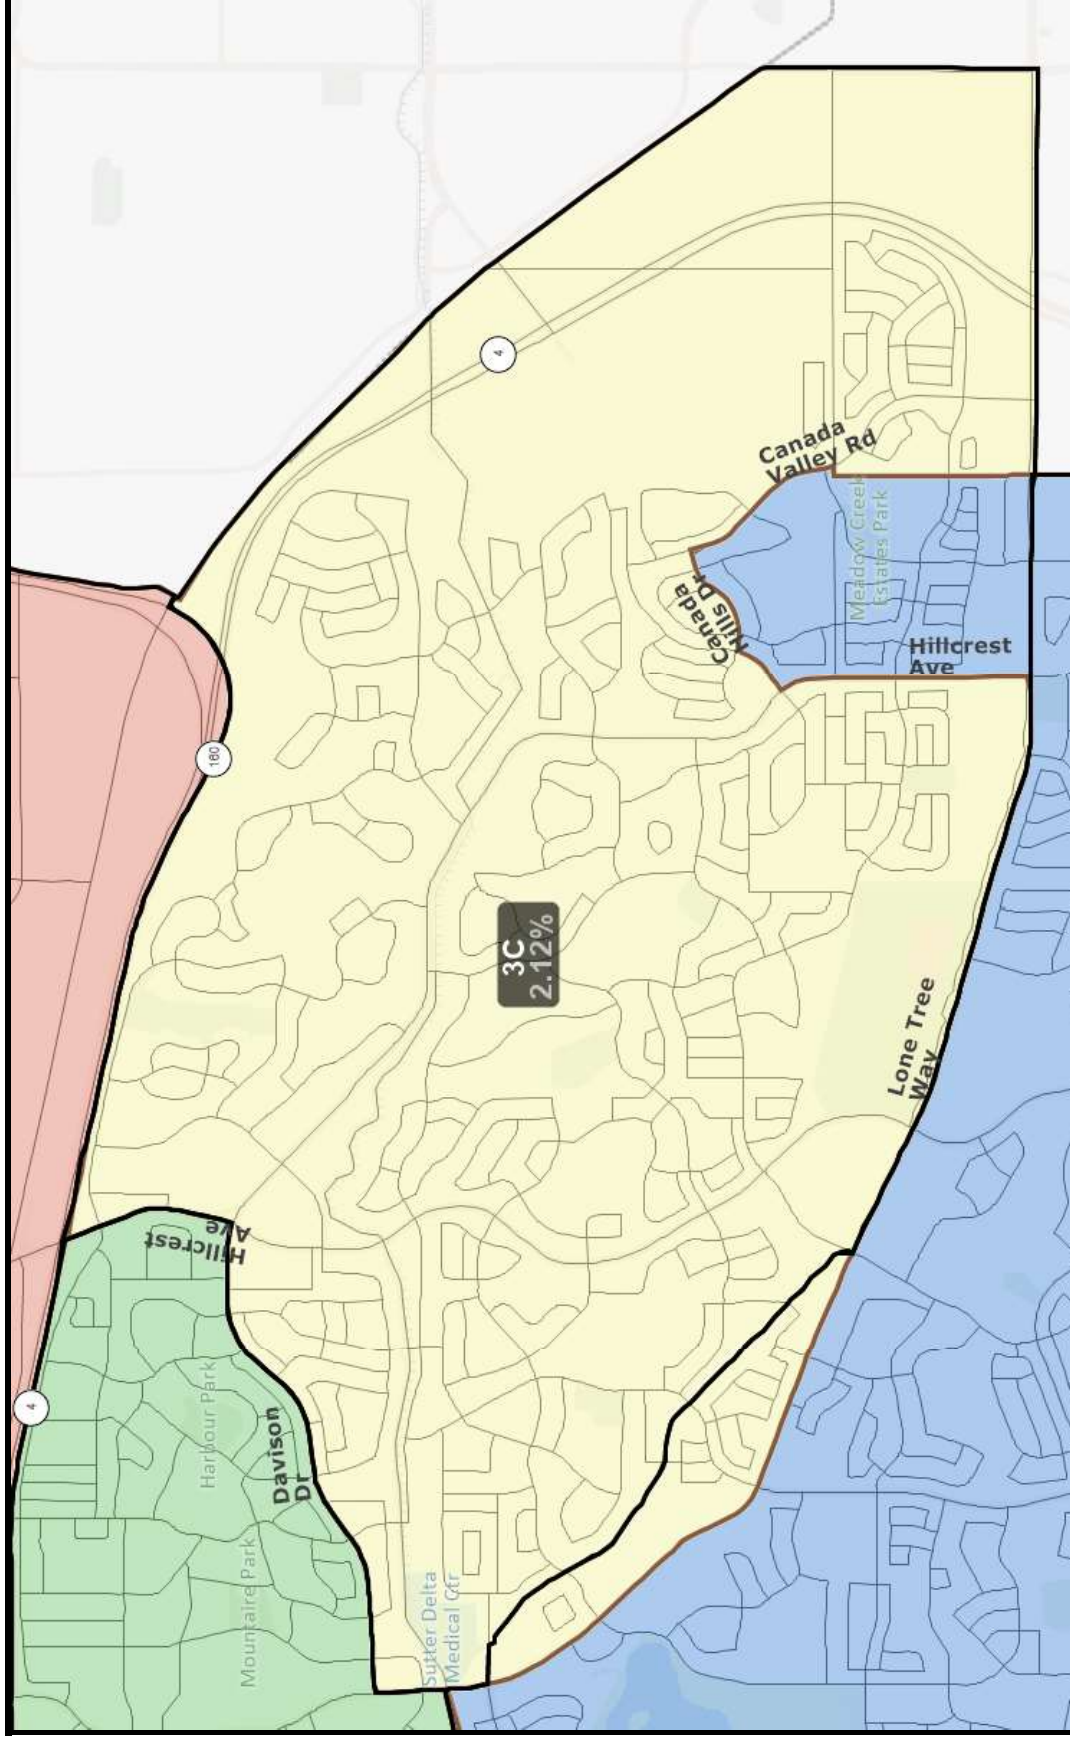 4
Canada
Valley Rd
Meadow Creek
Estates Park
Canada
Hills Dr
Hillcrest
Ave
160
3C
2.12%
Lone Tree
Way
Hillcrest
Ave
4
Harbour Park
Davison
Dr
Mountaire Park
Sutter Delta
Medical Ctr